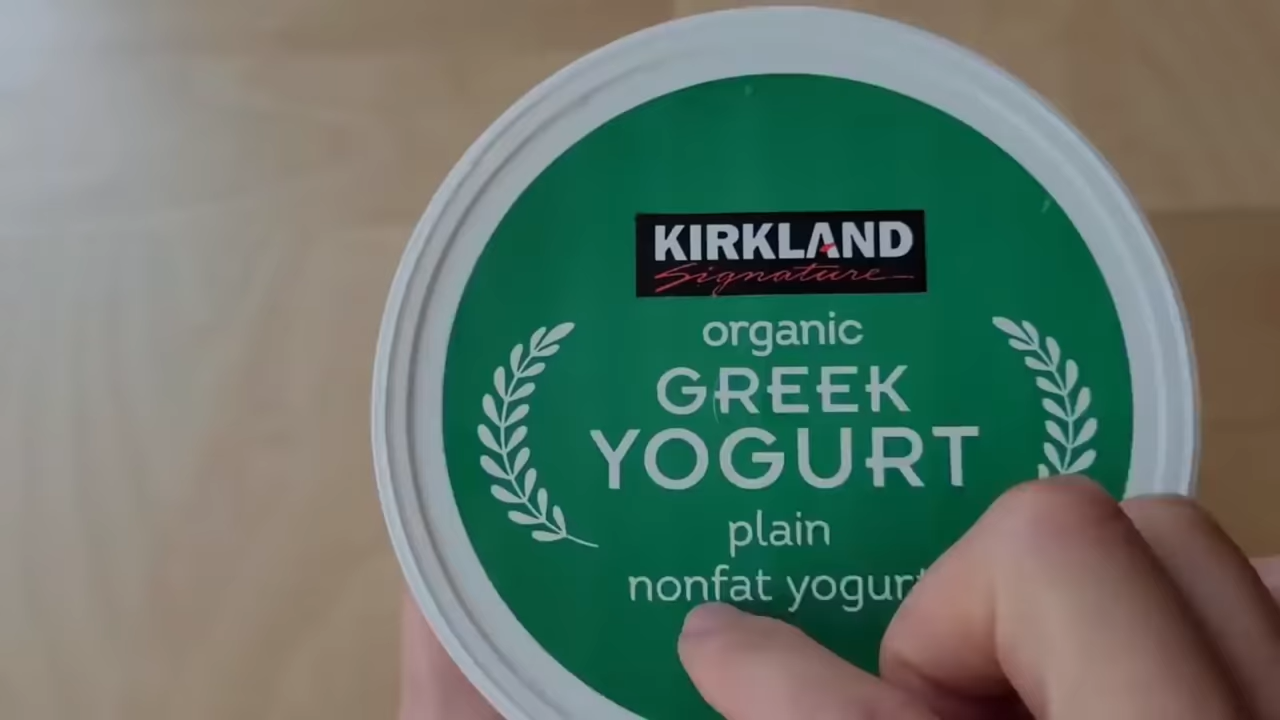 KIRKLAND
Signature
organic
GREEK
YOGURT
plain
nonfat yogurt